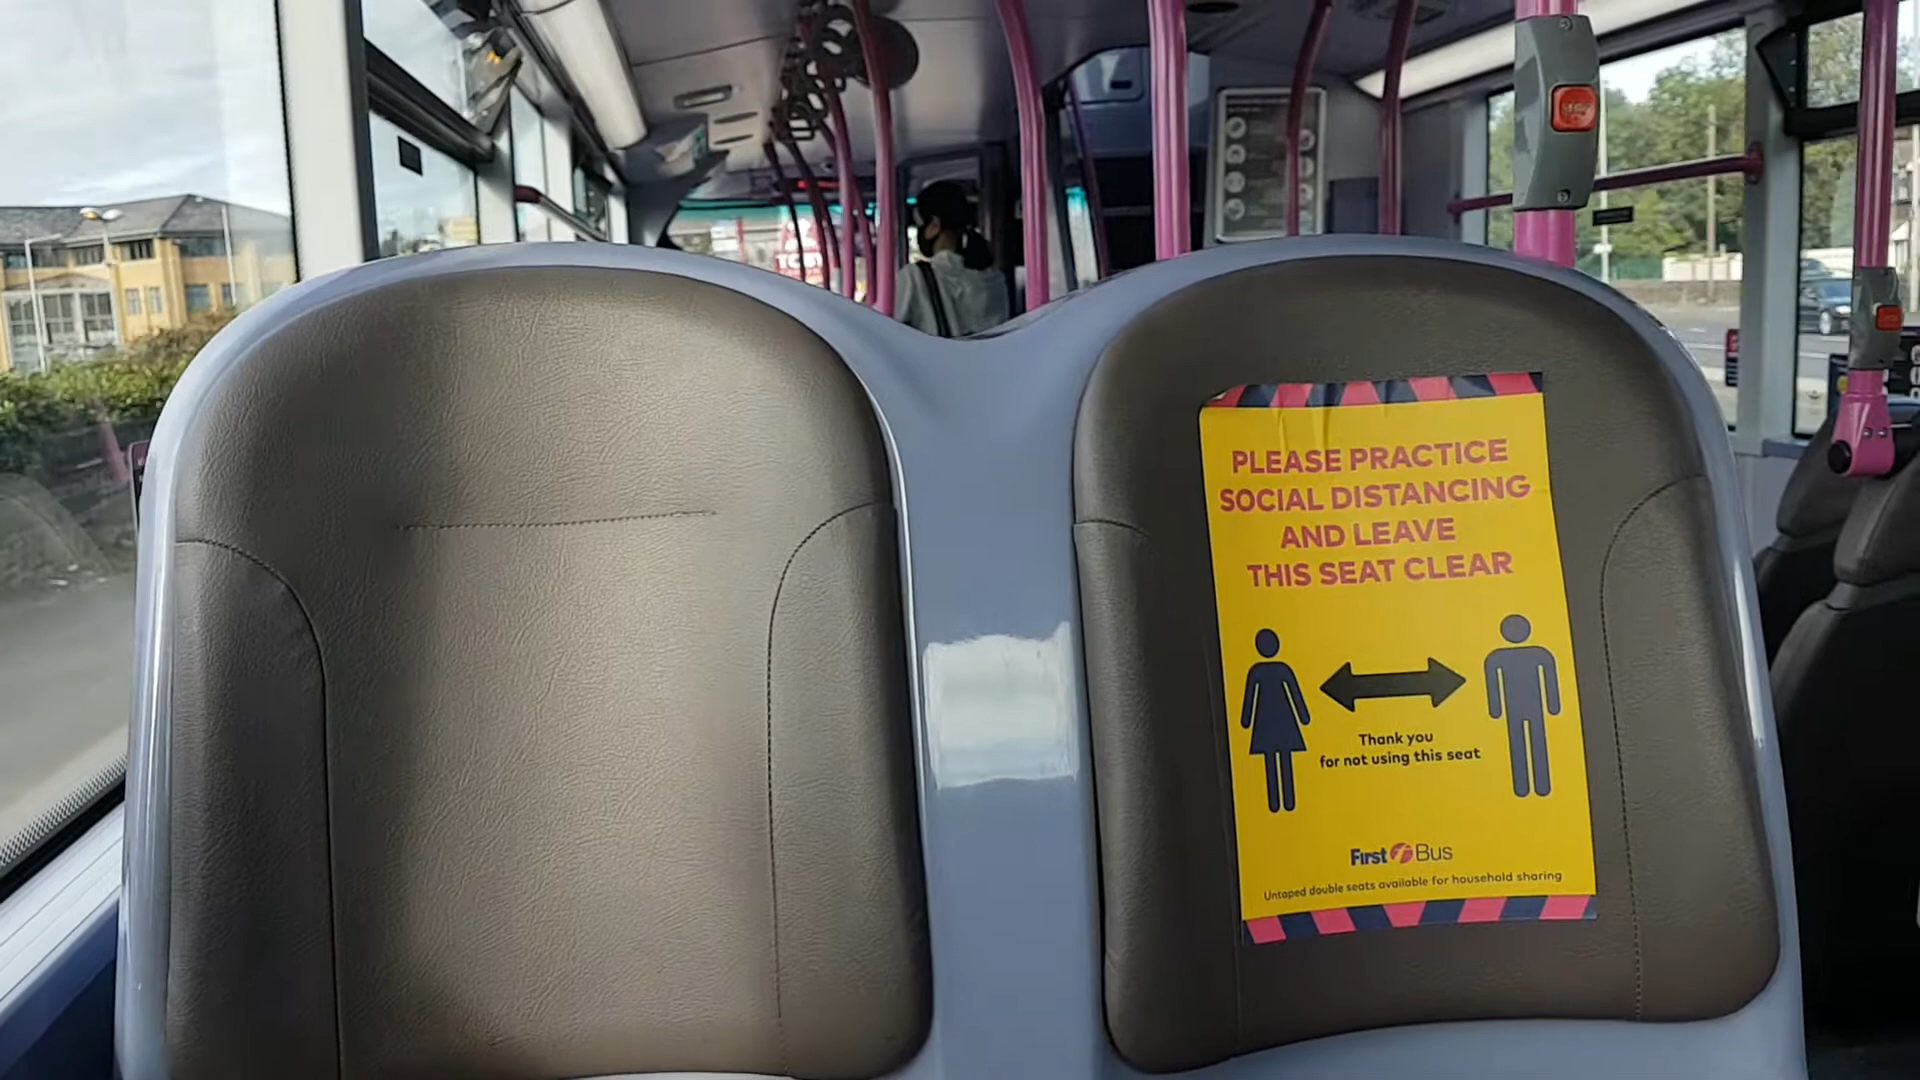 PLEASE PRACTICE
SOCIAL DISTANCING
AND LEAVE
THIS SEAT CLEAR
Thank you
for not using this seat
First Bus
Untaped double seats available for household sharing